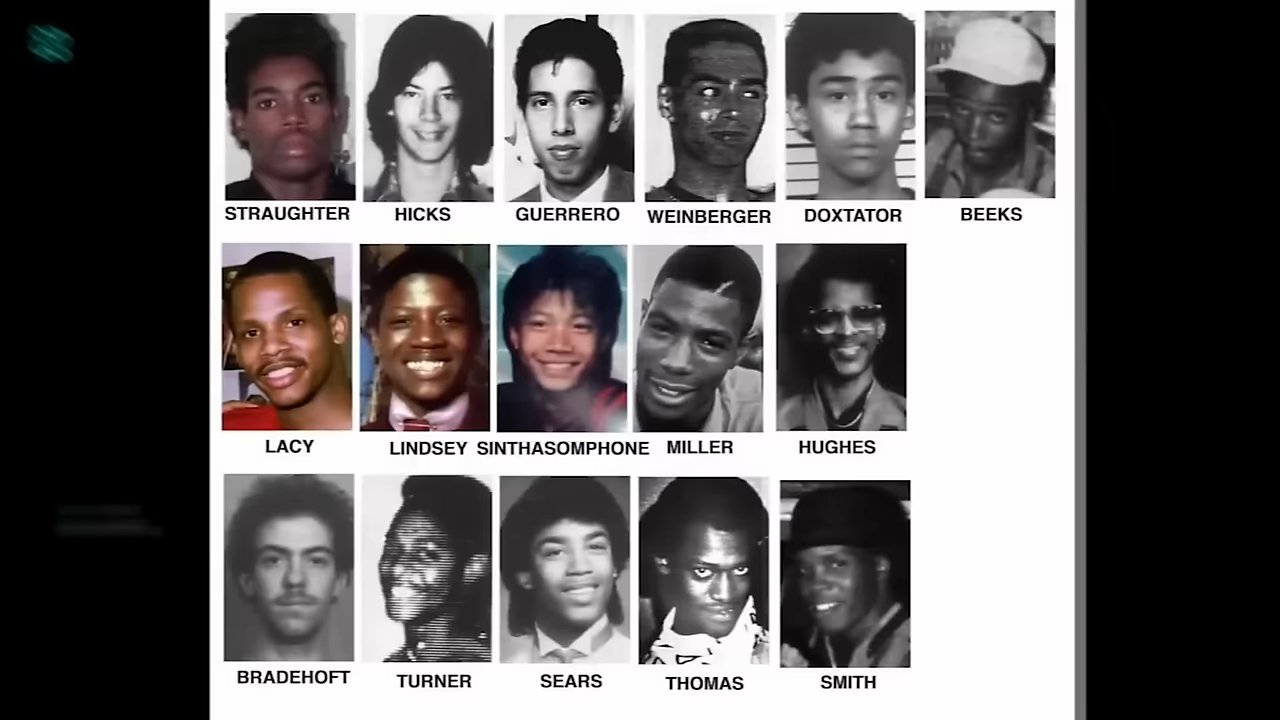 STRAUGHTER HICKS GUERRERO WEINBERGER DOXTATOR BEEKS
LACY LINDSEY SINTHASOMPHONE MILLER HUGHES
BRADEHOFT TURNER SEARS THOMAS SMITH